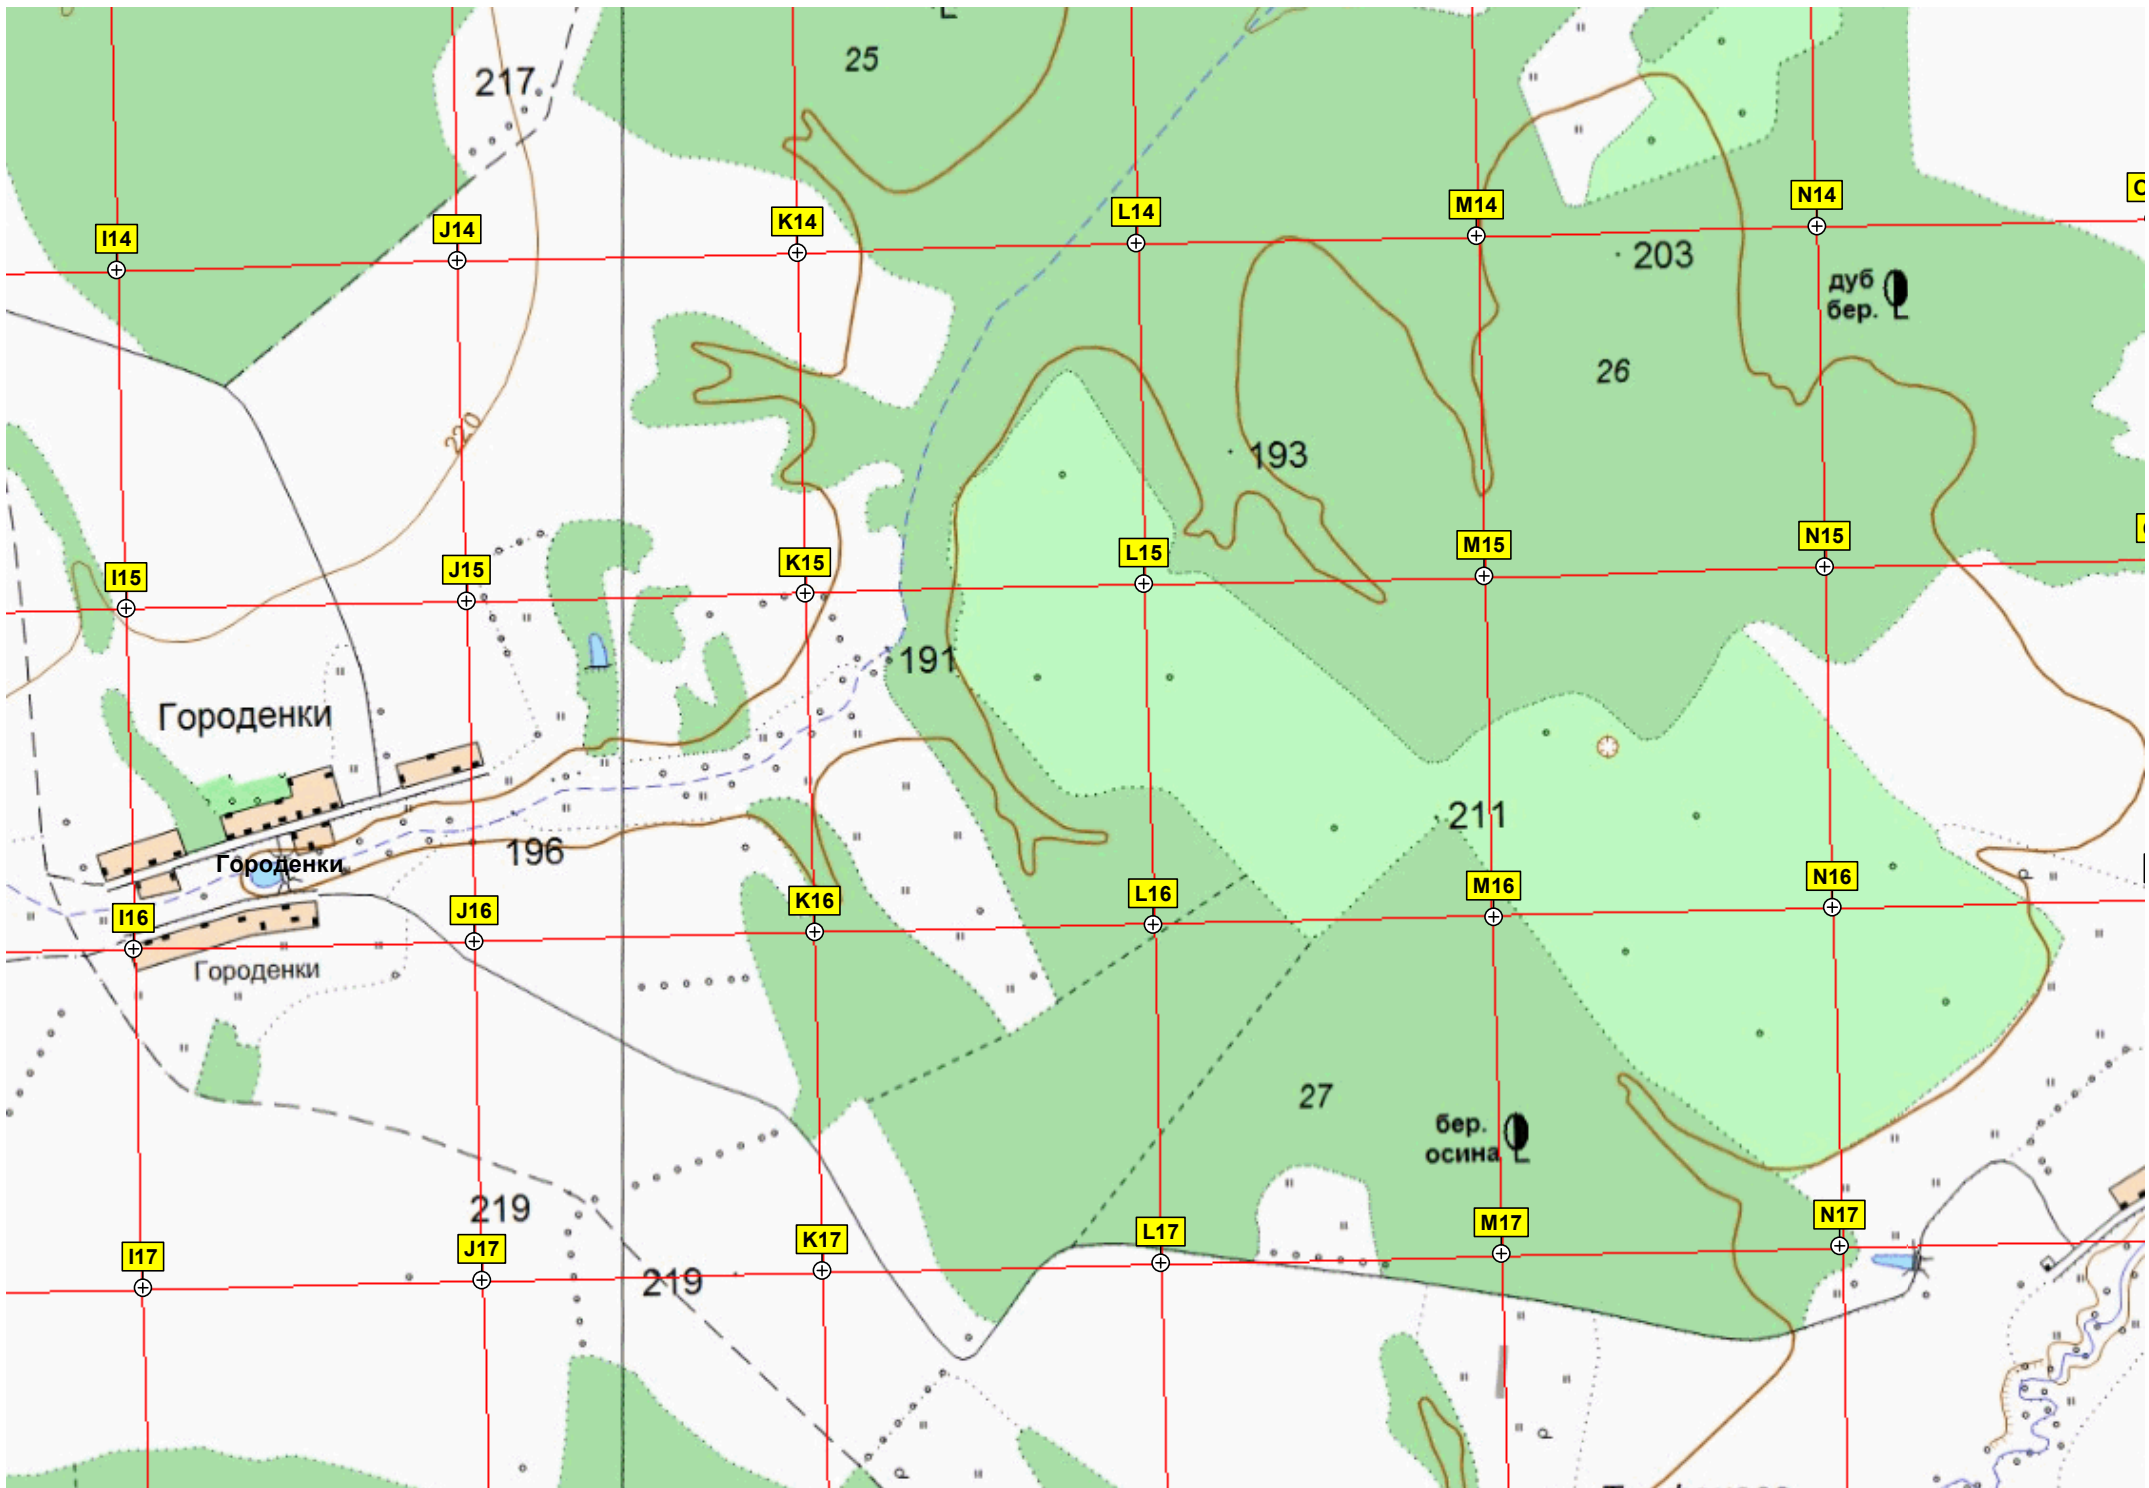 25
217
I14
J14
K14
L14
M14
N14
203
дуб
бер.
26
220
193
I15
J15
K15
L15
M15
N15
191
Городенки
211
196
Городенки
I16
J16
K16
L16
M16
N16
Городенки
27
бер.
осина
219
I17
J17
K17
L17
M17
N17
219